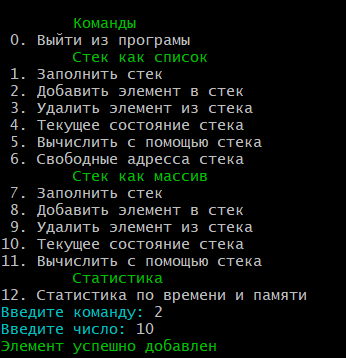 Команды
0. Выйти из програмы
Стек как список
1. Заполнить стек
2. Добавить элемент в стек
3. Удалить элемент из стека
4. Текущее состояние стека
5. Вычислить с помощью стека
6. Свободные адресса стека
Стек как массив
7. Заполнить стек
8. Добавить элемент в стек
9. Удалить элемент из стека
10. Текущее состояние стека
11. Вычислить с помощью стека
Статистика
12. Статистика по времени и памяти
Введите команду: 2
Введите число: 10
Элемент успешно добавлен